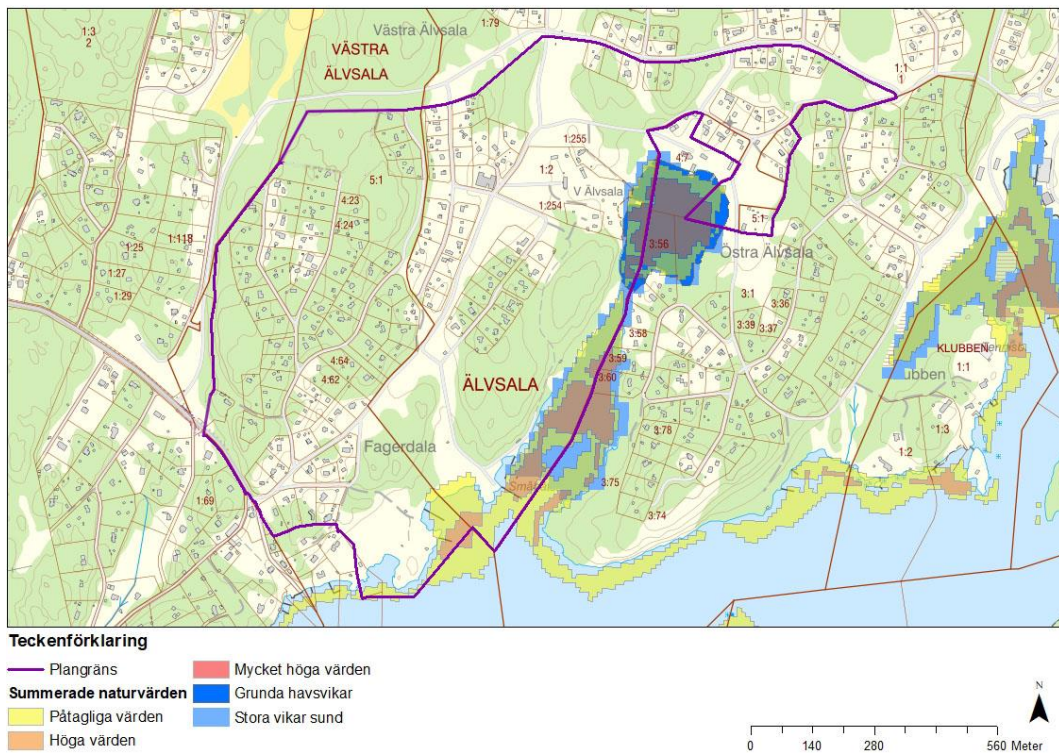 1:3
2
1:79
Västra Älvsala
VÄSTRA
ÄLVSALA
1:1
1
1:255
4:7
5:1
1:2
V Älvsala
4:23
1:254
5:1
4:24
1:118
3:56
Östra Älvsala
1:25
1:27
3:1
3:36
1:29
3:58
3:39
3:37
KLUBBEN
3:59
4:64
3:60
1:1
ÄLVSALA
ubben
4:62
3:78
1:3
Fagerdala
1:2
1:69
3:75
3:74
Teckenförklaring
Plangräns
Summerade naturvärden
Påtagliga värden
Höga värden
Mycket höga värden
Grunda havsvikar
Stora vikar sund
N
0 140 280 560 Meter